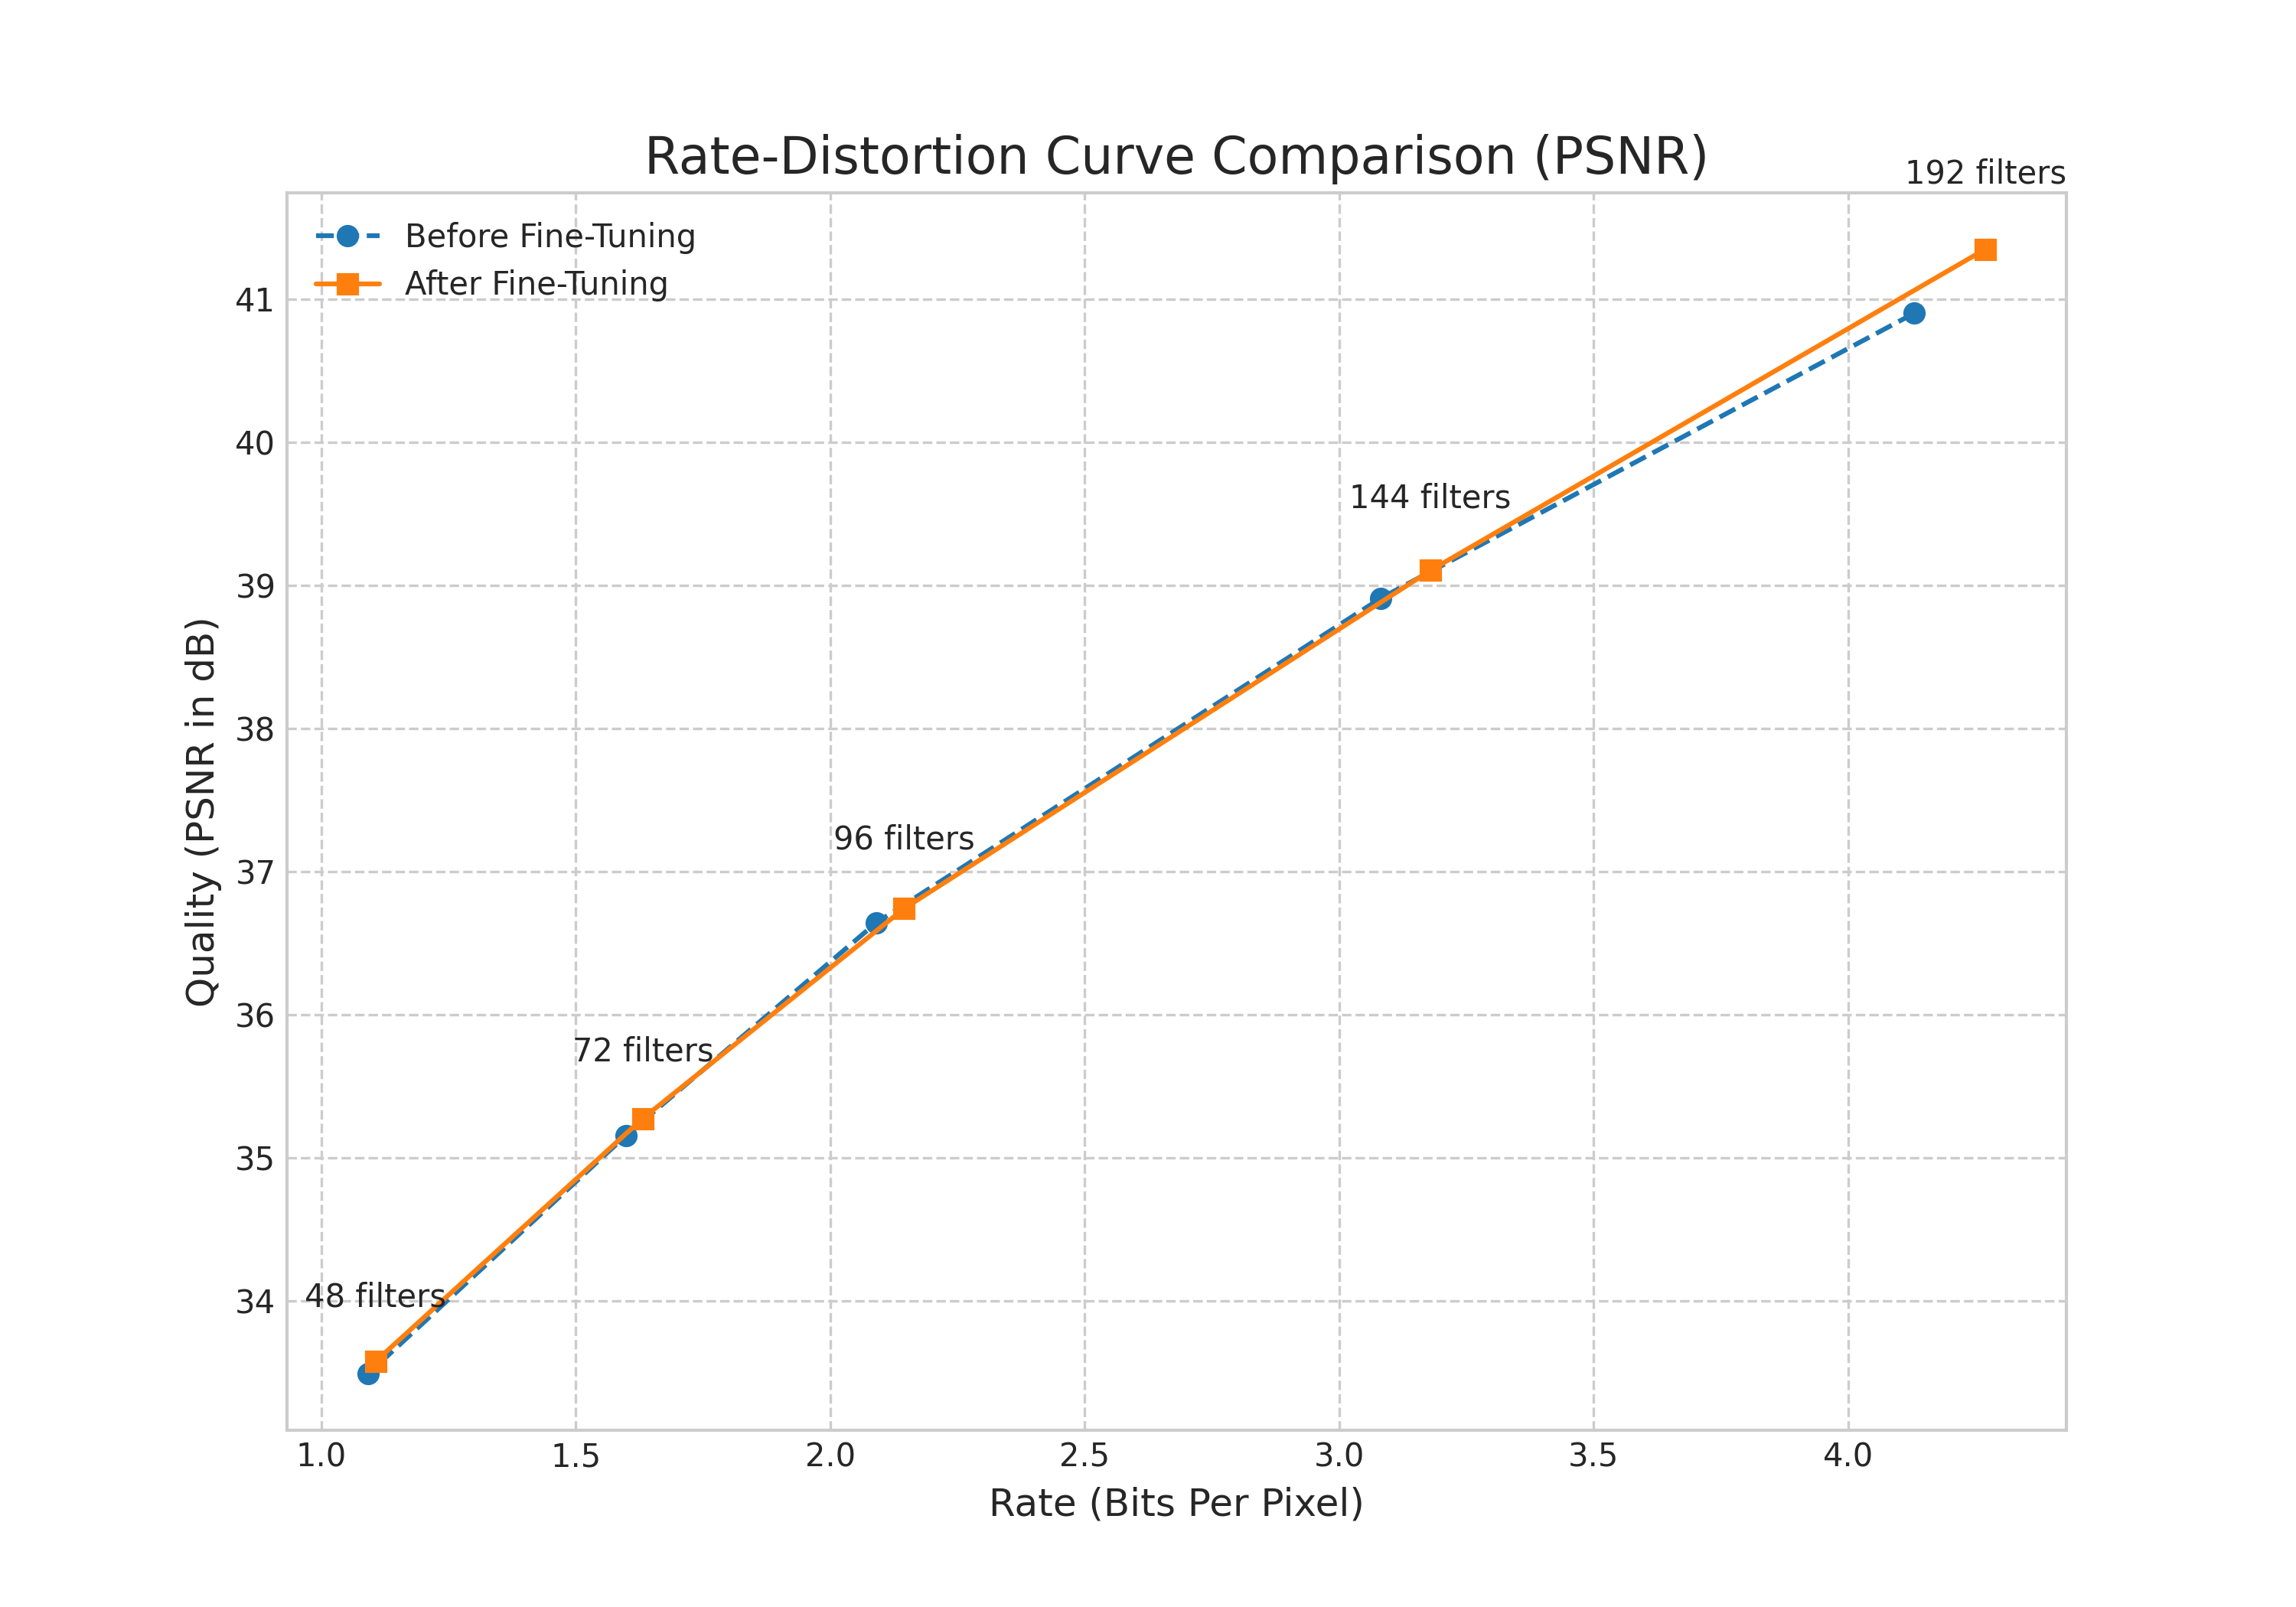 Rate-Distortion Curve Comparison (PSNR)
192 filters
Before Fine-Tuning
After Fine-Tuning
41
40
144 filters
39
38
Quality (PSNR in dB)
96 filters
37
36
72 filters
35
48 filters
34
1.0 1.5 2.0 2.5 3.0 3.5 4.0
Rate (Bits Per Pixel)